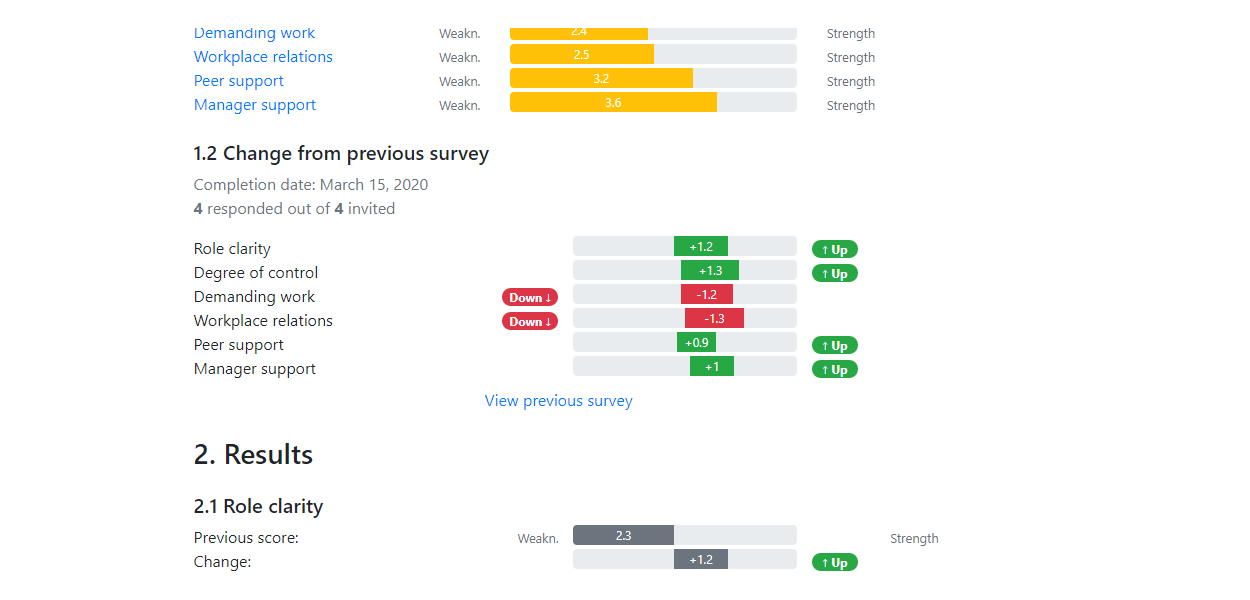 Demanding work Weakn. 2.4 Strength
Workplace relations Weakn. 2.5 Strength
Peer support Weakn. 3.2 Strength
Manager support Weakn. 3.6 Strength
1.2 Change from previous survey
Completion date: March 15, 2020
4 responded out of 4 invited
Role clarity +1.2 ↑ Up
Degree of control +1.3 ↑ Up
Demanding work Down ↓ -1.2
Workplace relations Down ↓ -1.3
Peer support +0.9 ↑ Up
Manager support +1 ↑ Up
View previous survey
2. Results
2.1 Role clarity
Previous score: Weakn. 2.3 Strength
Change: +1.2 ↑ Up